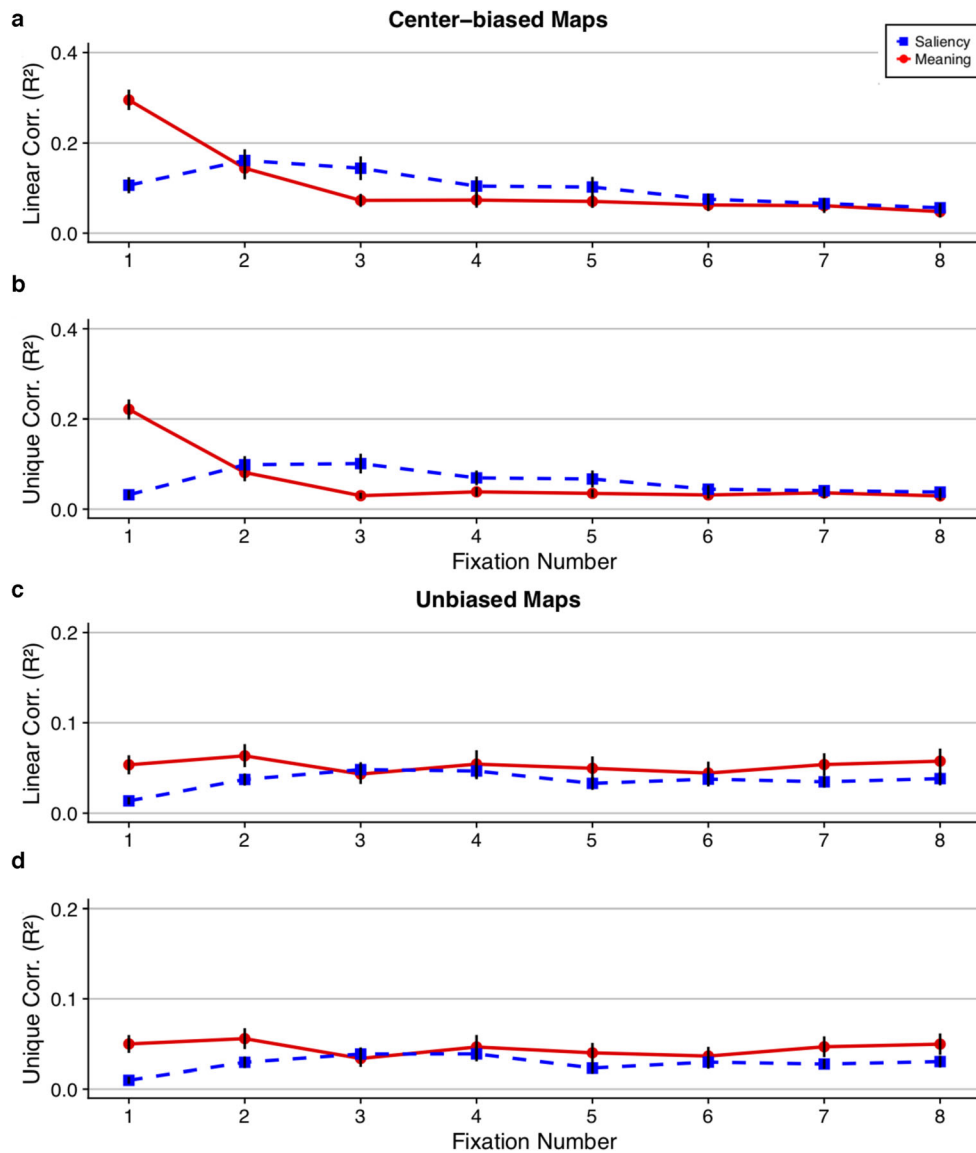 a
Center-biased Maps
Saliency
Meaning
Linear Corr. (R²)
0.4
0.2
0.0
1 2 3 4 5 6 7 8
b
Unique Corr. (R²)
0.4
0.2
0.0
1 2 3 4 5 6 7 8
Fixation Number
c
Unbiased Maps
Linear Corr. (R²)
0.2
0.1
0.0
1 2 3 4 5 6 7 8
d
Unique Corr. (R²)
0.2
0.1
0.0
1 2 3 4 5 6 7 8
Fixation Number